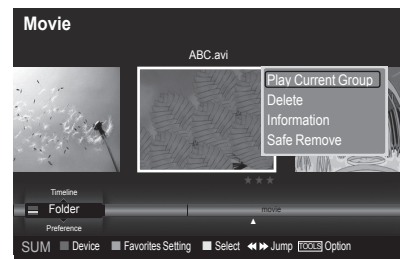 Movie
ABC.avi
Play Current Group
Delete
Information
Safe Remove
Timeline
Folder
Preference
movie
SUM Device Favorites Setting Select Jump TOOLS Option